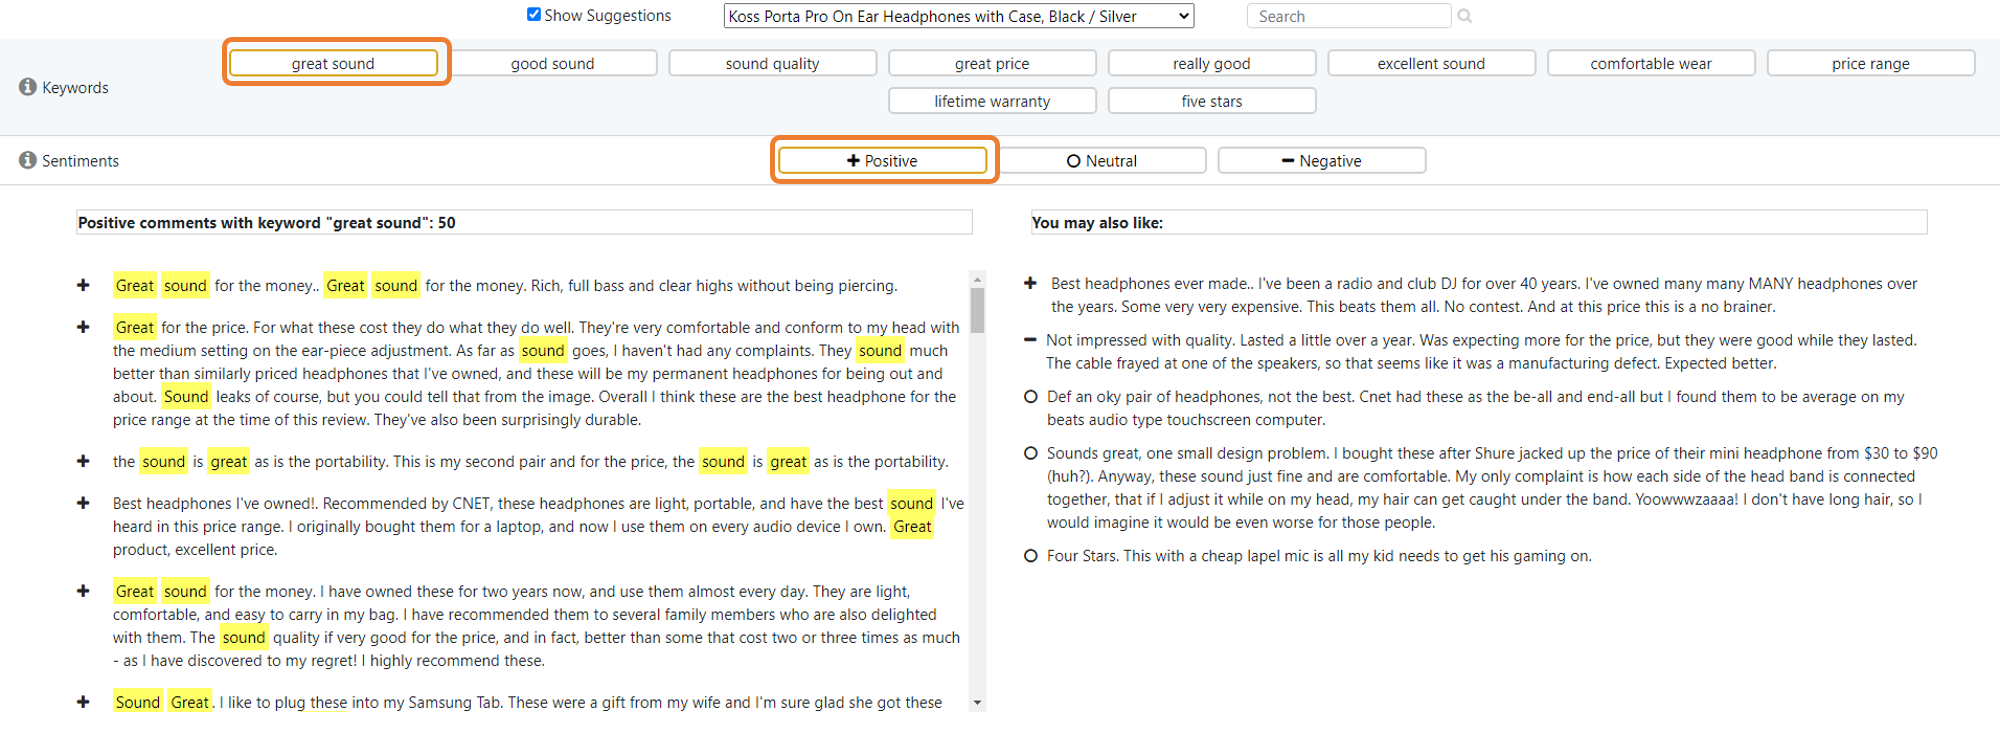 Show Suggestions
Koss Porta Pro On Ear Headphones with Case, Black / Silver
Search
Keywords
great sound
good sound
sound quality
great price
really good
excellent sound
comfortable wear
price range
lifetime warranty
five stars
Sentiments
Positive
Neutral
Negative
Positive comments with keyword "great sound": 50
Great sound for the money.. Great sound for the money. Rich, full bass and clear highs without being piercing.
Great for the price. For what these cost they do what they do well. They're very comfortable and conform to my head with
the medium setting on the ear-piece adjustment. As far as sound goes, I haven't had any complaints. They sound much
better than similarly priced headphones that I've owned, and these will be my permanent headphones for being out and
about. Sound leaks of course, but you could tell that from the image. Overall I think these are the best headphone for the
price range at the time of this review. They've also been surprisingly durable.
the sound is great as is the portability. This is my second pair and for the price, the sound is great as is the portability.
Best headphones I've owned!. Recommended by CNET, these headphones are light, portable, and have the best sound I've
heard in this price range. I originally bought them for a laptop, and now I use them on every audio device I own. Great
product, excellent price.
Great sound for the money. I have owned these for two years now, and use them almost every day. They are light,
comfortable, and easy to carry in my bag. I have recommended them to several family members who are also delighted
with them. The sound quality if very good for the price, and in fact, better than some that cost two or three times as much
- as I have discovered to my regret! I highly recommend these.
Sound Great. I like to plug these into my Samsung Tab. These were a gift from my wife and I'm sure glad she got these
You may also like:
Best headphones ever made.. I've been a radio and club DJ for over 40 years. I've owned many many MANY headphones over
the years. Some very very expensive. This beats them all. No contest. And at this price this is a no brainer.
Not impressed with quality. Lasted a little over a year. Was expecting more for the price, but they were good while they lasted.
The cable frayed at one of the speakers, so that seems like it was a manufacturing defect. Expected better.
Def an oky pair of headphones, not the best. Cnet had these as the be-all and end-all but I found them to be average on my
beats audio type touchscreen computer.
Sounds great, one small design problem. I bought these after Shure jacked up the price of their mini headphone from $30 to $90
(huh?). Anyway, these sound just fine and are comfortable. My only complaint is how each side of the head band is connected
together, that if I adjust it while on my head, my hair can get caught under the band. Yoowwwzaaaa! I don't have long hair, so I
would imagine it would be even worse for those people.
Four Stars. This with a cheap lapel mic is all my kid needs to get his gaming on.